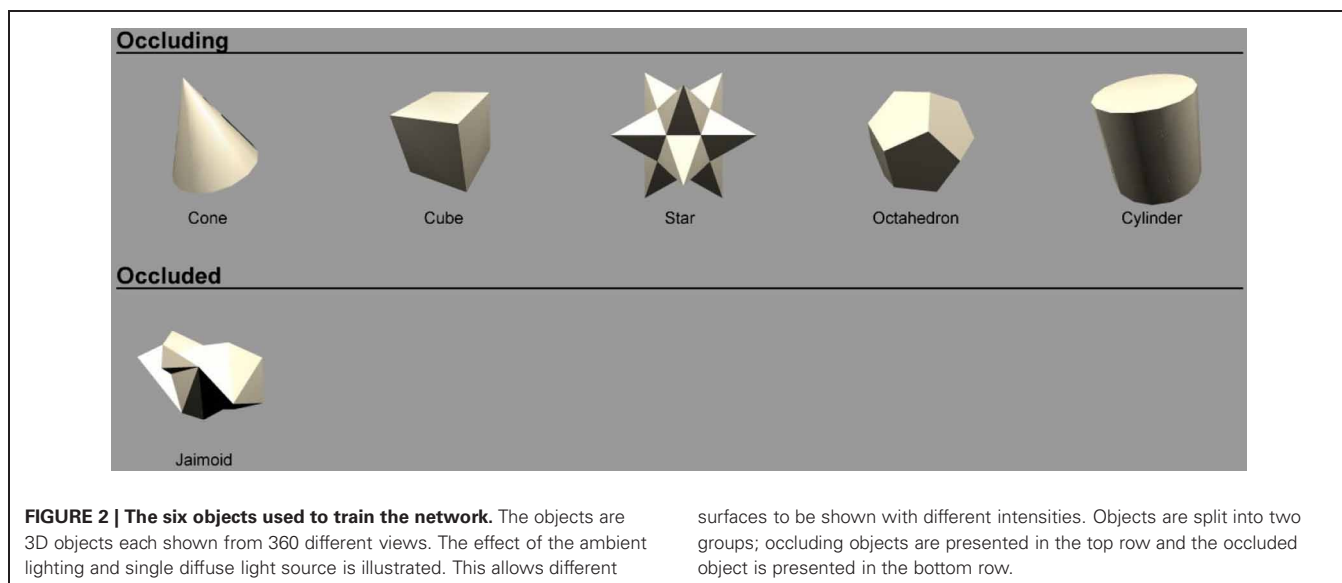 Occluding
Cone
Cube
Star
Octahedron
Cylinder
Occluded
Jaimoid
FIGURE 2 | The six objects used to train the network. The objects are
3D objects each shown from 360 different views. The effect of the ambient
lighting and single diffuse light source is illustrated. This allows different
surfaces to be shown with different intensities. Objects are split into two
groups; occluding objects are presented in the top row and the occluded
object is presented in the bottom row.